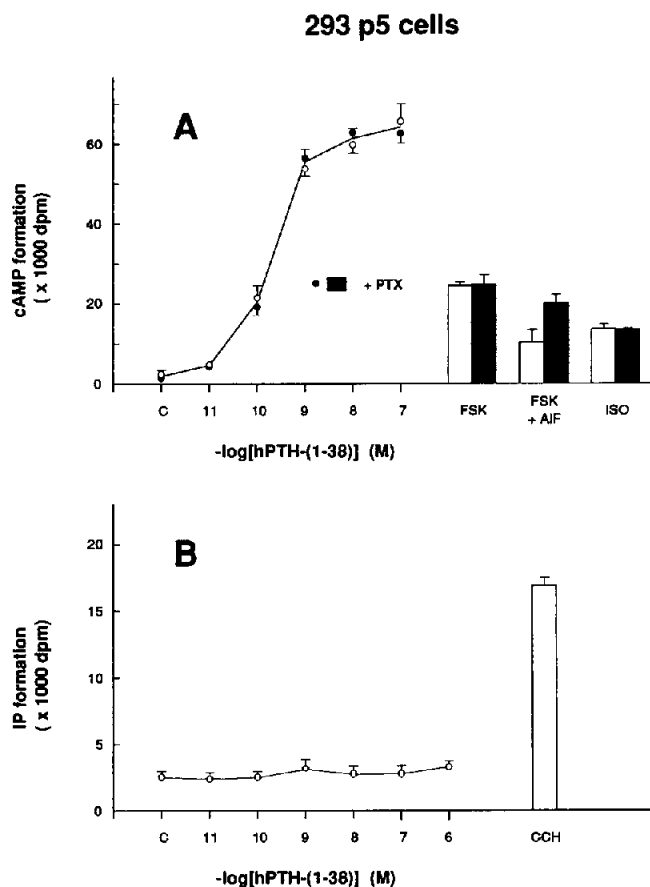 293 p5 cells
A
cAMP formation
( x 1000 dpm)
60
40
20
0
+ PTX
C 11 10 9 8 7
FSK FSK + AlF ISO
-log[hPTH-(1-38)] (M)
B
IP formation
( x 1000 dpm)
20
15
10
5
0
C 11 10 9 8 7 6 CCH
-log[hPTH-(1-38)] (M)